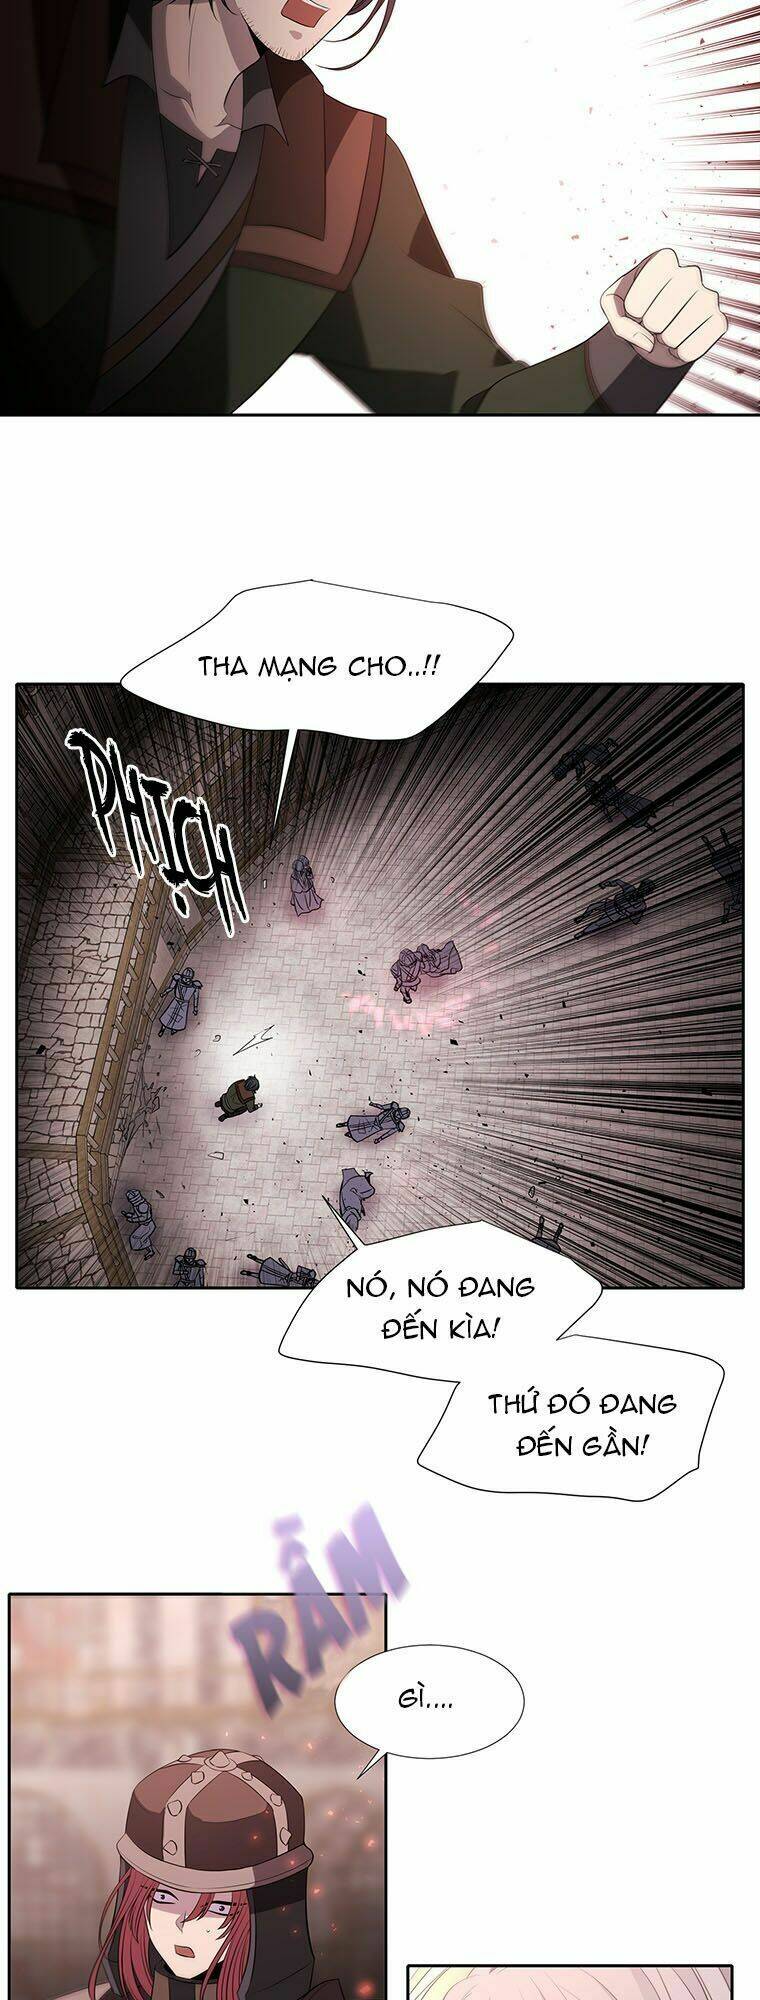 THA MẠNG CHO..!!
PHỊCH
NÓ, NÓ ĐANG
ĐẾN KÌA!
THỨ ĐÓ ĐANG
ĐẾN GẦN!
RẦM
GÌ....